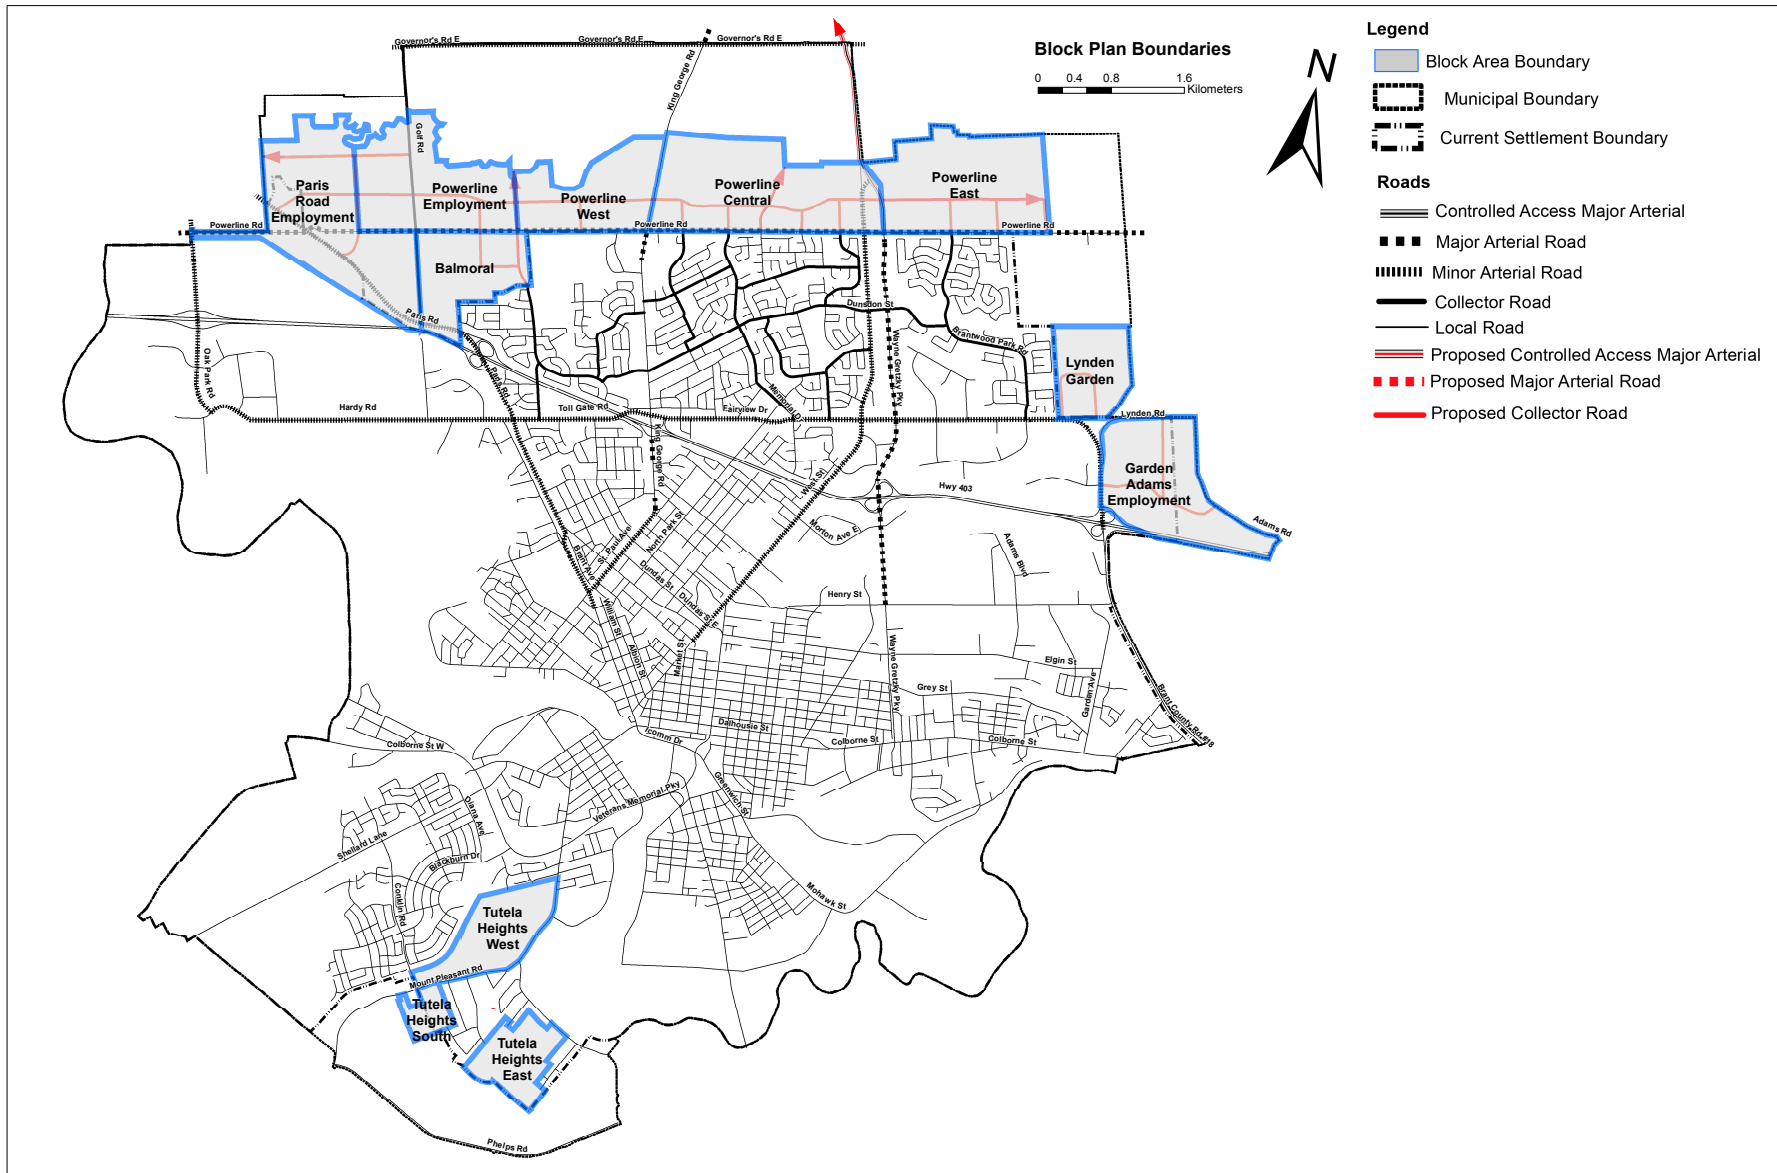 Block Plan Boundaries
0 0.4 0.8 1.6
Kilometers
N
Legend
Block Area Boundary
Municipal Boundary
Current Settlement Boundary
Roads
Controlled Access Major Arterial
Major Arterial Road
Minor Arterial Road
Collector Road
Local Road
Proposed Controlled Access Major Arterial
Proposed Major Arterial Road
Proposed Collector Road
Governor's Rd E
Governor's Rd E
Governor's Rd E
King George Rd
Golf Rd
Paris
Road
Employment
Powerline
Employment
Powerline
West
Powerline
Central
Powerline
East
Powerline Rd
Powerline Rd
Powerline Rd
Balmoral
Paris Rd
Dunsdon St
Brantwood Park Rd
Wayne Gretzky Pky
Lynden
Garden
Oak Park Rd
Paris Rd
Memorial Dr
Hardy Rd
Toll Gate Rd
Fairview Dr
Lynden Rd
King George Rd
Garden
Adams
Employment
West St
Hwy 403
Adams Rd
Morton Ave E
North Park St
St. Paul Ave
Brant Ave
Adams Blvd
Dundas St
Dundas St E
Henry St
William St
Albion St
Market St
Wayne Gretzky Pky
Elgin St
Grey St
Garden Ave
Brant County Rd #18
Dalhousie St
Colborne St
Colborne St
Colborne St W
Icomm Dr
Greenwich St
Veterans Memorial Pky
Diana Ave
Shellard Lane
Blackburn Dr
Conklin Rd
Mohawk St
Tutela
Heights
West
Mount Pleasant Rd
Tutela
Heights
South
Tutela
Heights
East
Phelps Rd